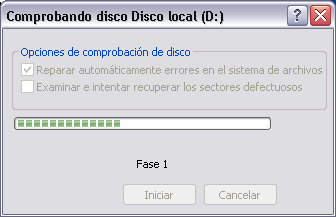 Comprobando disco Disco local (D:)
Opciones de comprobación de disco
Reparar automáticamente errores en el sistema de archivos
Examinar e intentar recuperar los sectores defectuosos
Fase 1
Iniciar
Cancelar